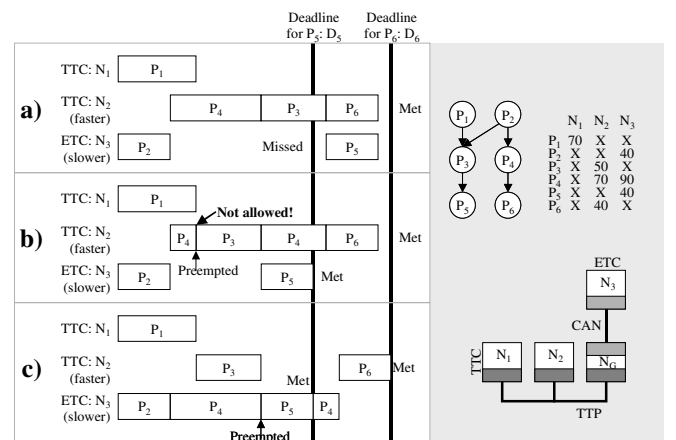 Deadline for P5: D5
Deadline for P6: D6
a)
TTC: N1
P1
TTC: N2 (faster)
P4 P3 P6 Met
ETC: N3 (slower)
P2 Missed P5
b)
TTC: N1
P1
Not allowed!
TTC: N2 (faster)
P4 P3 P4 P6 Met
Preempted
ETC: N3 (slower)
P2 P5 Met
c)
TTC: N1
P1
TTC: N2 (faster)
P3 Met P6 Met
ETC: N3 (slower)
P2 P4 P5 P4
Preempted
P1 P2
P3 P4
P5 P6
N1 N2 N3
P1 70 X X
P2 X X 40
P3 X 50 X
P4 X 70 90
P5 X X 40
P6 X 40 X
ETC
N3
CAN
TTC
N1 N2 NG
TTP